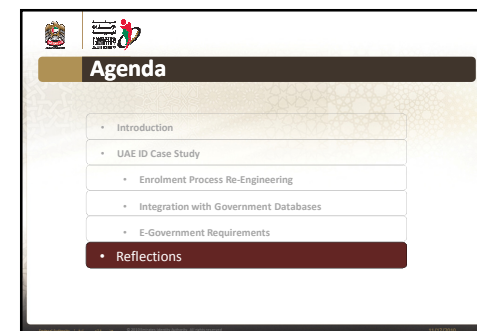 Agenda
• Introduction
• UAE ID Case Study
• Enrolment Process Re-Engineering
• Integration with Government Databases
• E-Government Requirements
• Reflections